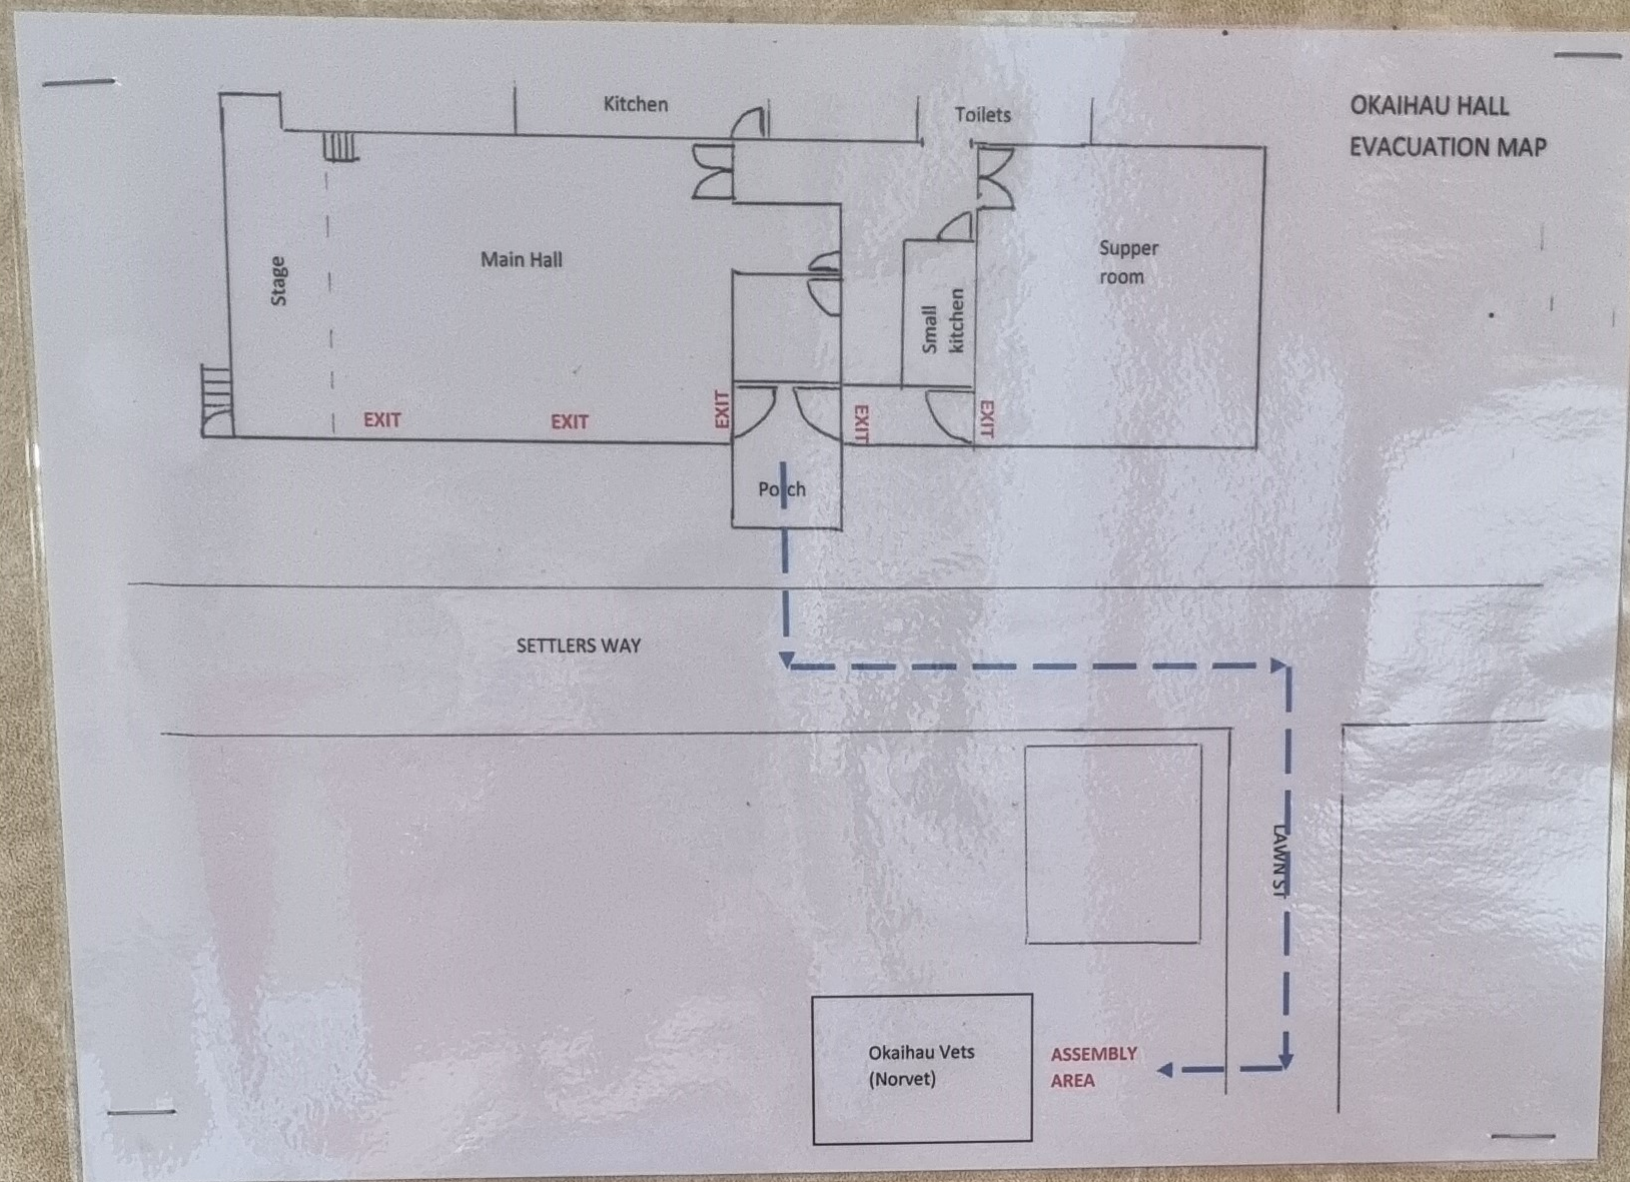 OKAIHAU HALL
EVACUATION MAP
Kitchen
Toilets
Stage
Main Hall
Supper
room
Small
kitchen
EXIT
EXIT
EXIT
EXIT
EXIT
Porch
SETTLERS WAY
LAWN ST
Okaihau Vets
(Norvet)
ASSEMBLY
AREA